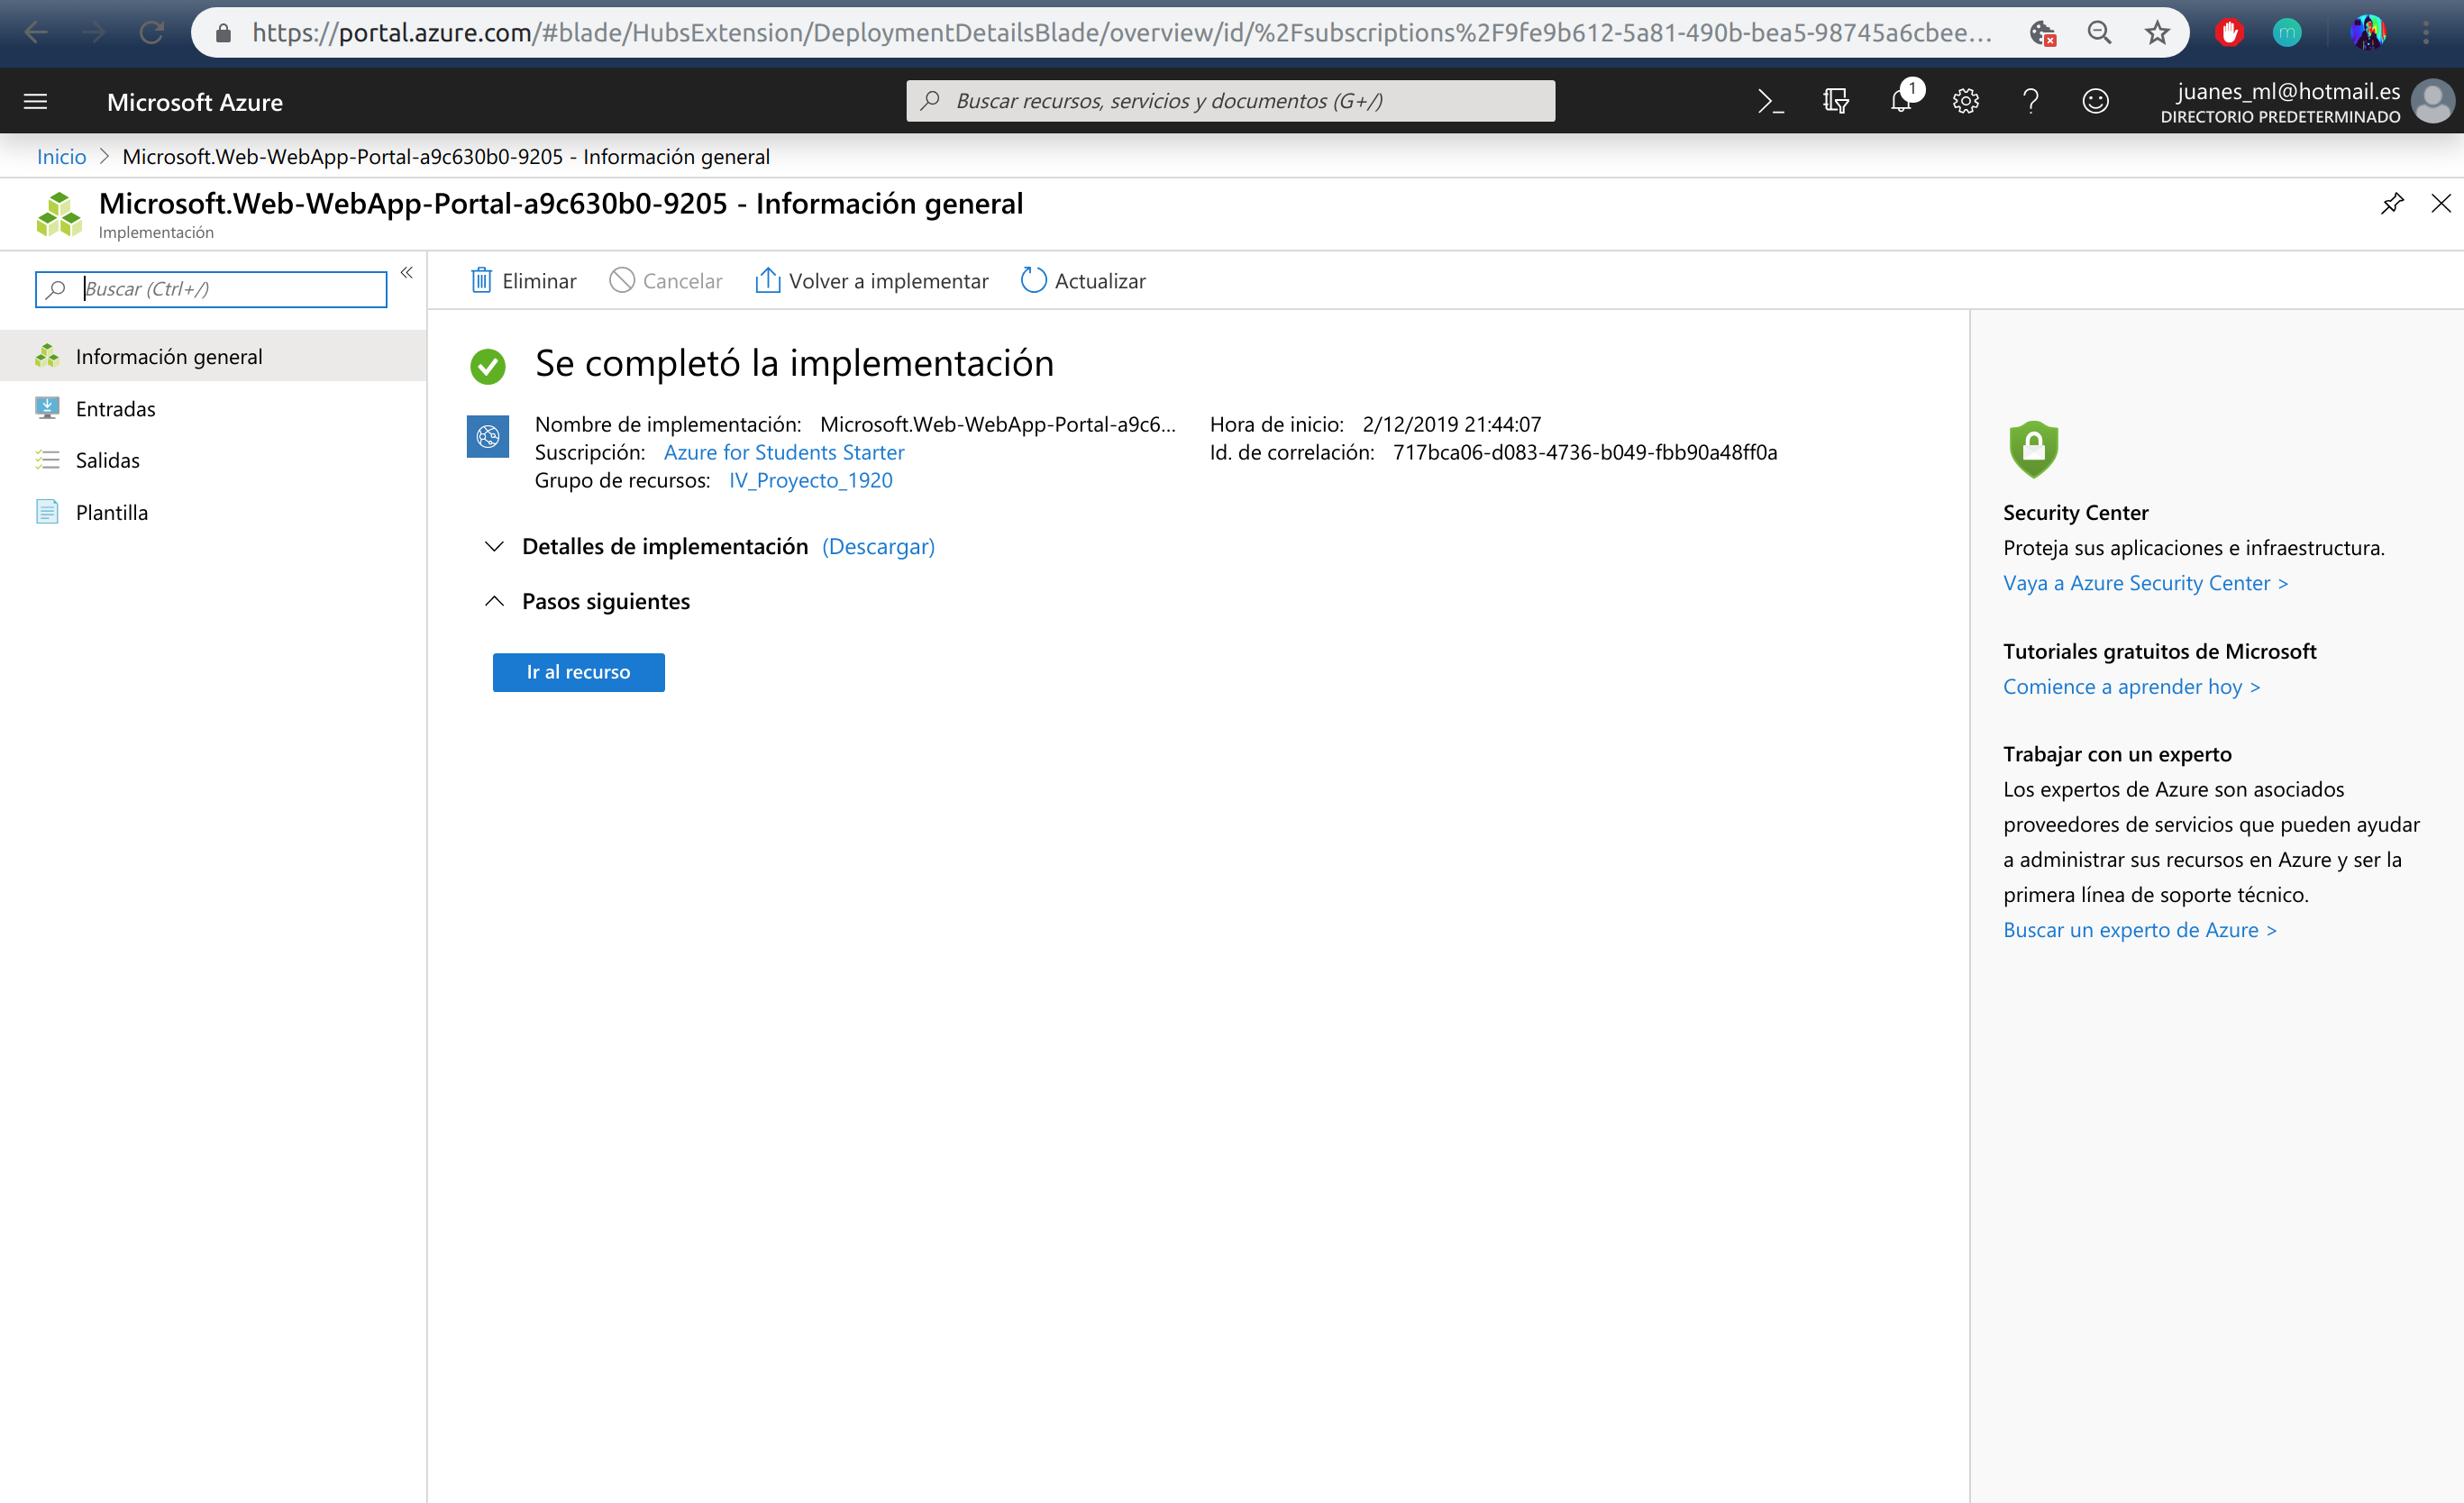 https://portal.azure.com/#blade/HubsExtension/DeploymentDetailsBlade/overview/id/%2Fsubscriptions%2F9fe9b612-5a81-490b-bea5-98745a6cbee...
m
Microsoft Azure
Buscar recursos, servicios y documentos (G+/)
1
juanes_ml@hotmail.es
DIRECTORIO PREDETERMINADO
Inicio > Microsoft.Web-WebApp-Portal-a9c630b0-9205 - Información general
Microsoft.Web-WebApp-Portal-a9c630b0-9205 - Información general
Implementación
Buscar (Ctrl+/)
«
Información general
Entradas
Salidas
Plantilla
Eliminar Cancelar Volver a implementar Actualizar
Se completó la implementación
Nombre de implementación: Microsoft.Web-WebApp-Portal-a9c6...
Suscripción: Azure for Students Starter
Grupo de recursos: IV_Proyecto_1920
Hora de inicio: 2/12/2019 21:44:07
Id. de correlación: 717bca06-d083-4736-b049-fbb90a48ff0a
Detalles de implementación (Descargar)
Pasos siguientes
Ir al recurso
Security Center
Proteja sus aplicaciones e infraestructura.
Vaya a Azure Security Center >
Tutoriales gratuitos de Microsoft
Comience a aprender hoy >
Trabajar con un experto
Los expertos de Azure son asociados
proveedores de servicios que pueden ayudar
a administrar sus recursos en Azure y ser la
primera línea de soporte técnico.
Buscar un experto de Azure >